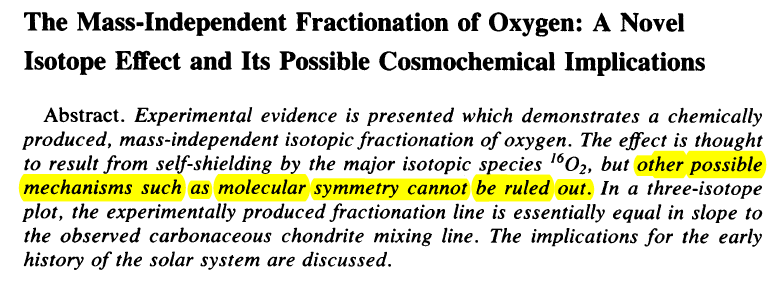 The Mass-Independent Fractionation of Oxygen: A Novel
Isotope Effect and Its Possible Cosmochemical Implications
Abstract. Experimental evidence is presented which demonstrates a chemically
produced, mass-independent isotopic fractionation of oxygen. The effect is thought
to result from self-shielding by the major isotopic species ¹⁶O₂, but other possible
mechanisms such as molecular symmetry cannot be ruled out. In a three-isotope
plot, the experimentally produced fractionation line is essentially equal in slope to
the observed carbonaceous chondrite mixing line. The implications for the early
history of the solar system are discussed.